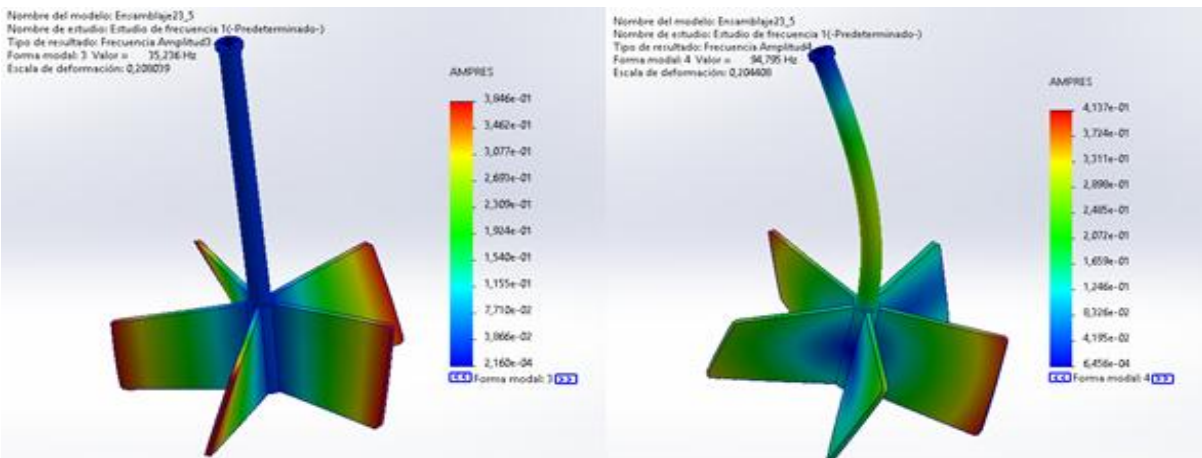 Nombre del modelo: Ensamblaje23_5
Nombre de estudio: Estudio de frecuencia 1(-Predeterminado-)
Tipo de resultado: Frecuencia Amplitud3
Forma modal: 3 Valor = 35,236 Hz
Escala de deformación: 0,208039
AMPRES
3,846e-01
3,462e-01
3,077e-01
2,693e-01
2,309e-01
1,924e-01
1,540e-01
1,155e-01
7,710e-02
3,866e-02
2,160e-04
<< Forma modal: 3 >>
Nombre del modelo: Ensamblaje23_5
Nombre de estudio: Estudio de frecuencia 1(-Predeterminado-)
Tipo de resultado: Frecuencia Amplitud4
Forma modal: 4 Valor = 94,795 Hz
Escala de deformación: 0,204408
AMPRES
4,137e-01
3,724e-01
3,311e-01
2,898e-01
2,485e-01
2,072e-01
1,659e-01
1,246e-01
8,326e-02
4,195e-02
6,456e-04
<< Forma modal: 4 >>